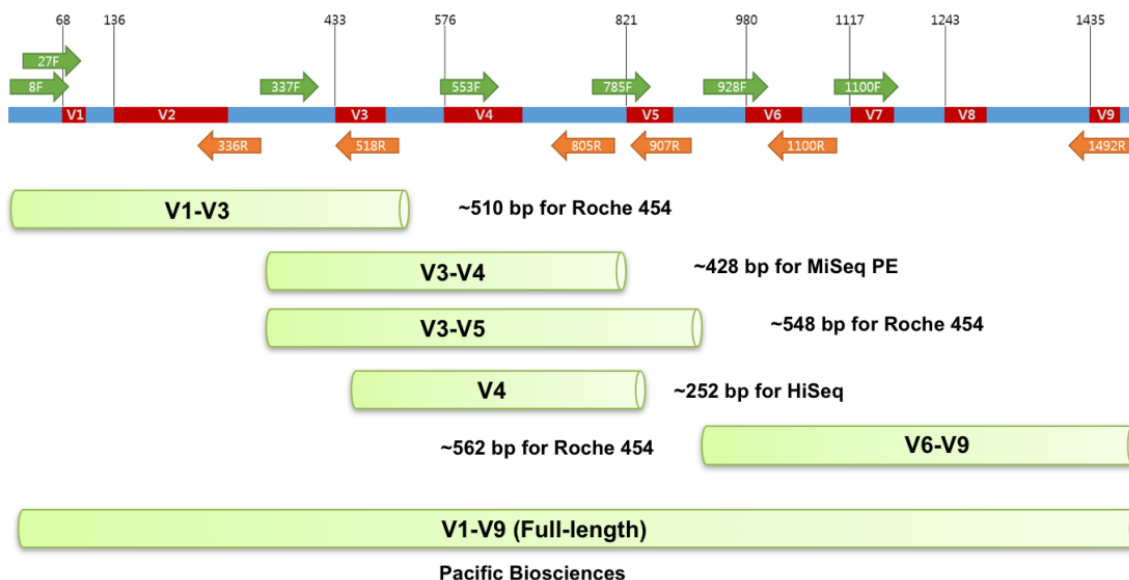 68 136 433 576 821 980 1117 1243 1435
27F
8F 337F 553F 785F 928F 1100F
V1 V2 V3 V4 V5 V6 V7 V8 V9
336R 518R 805R 907R 1100R 1492R
V1-V3 ~510 bp for Roche 454
V3-V4 ~428 bp for MiSeq PE
V3-V5 ~548 bp for Roche 454
V4 ~252 bp for HiSeq
~562 bp for Roche 454 V6-V9
V1-V9 (Full-length)
Pacific Biosciences